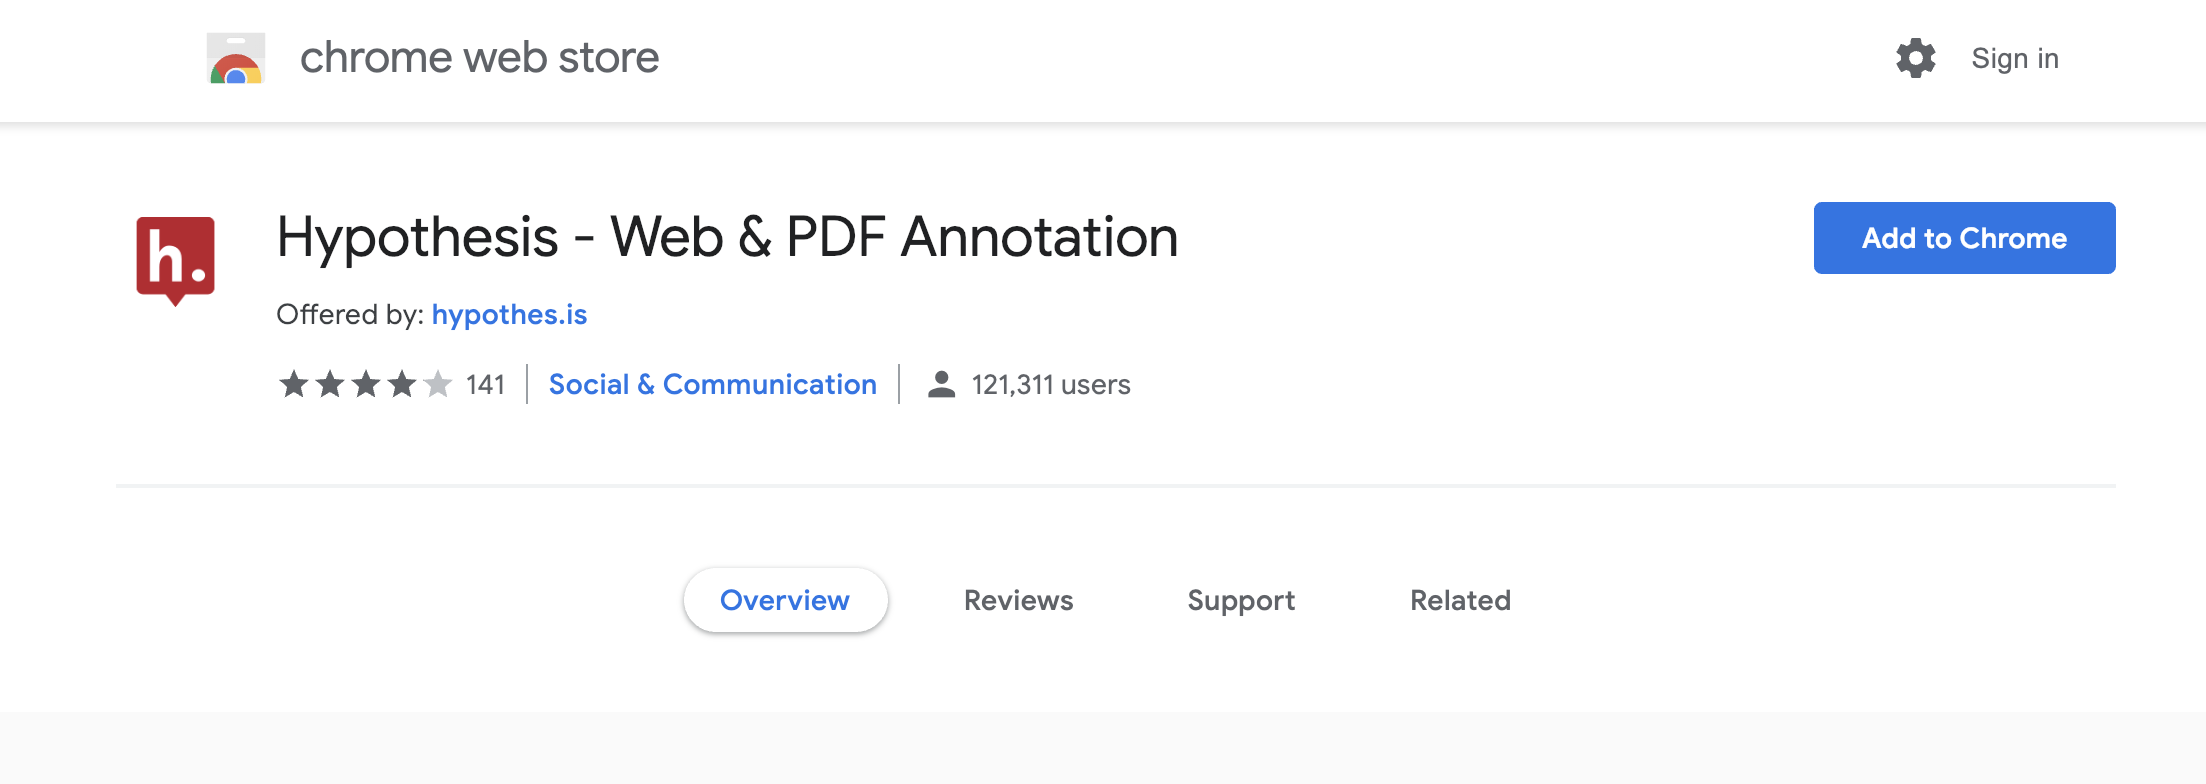 chrome web store
Sign in
h.
Hypothesis - Web & PDF Annotation
Add to Chrome
Offered by: hypothes.is
141
Social & Communication
121,311 users
Overview
Reviews
Support
Related